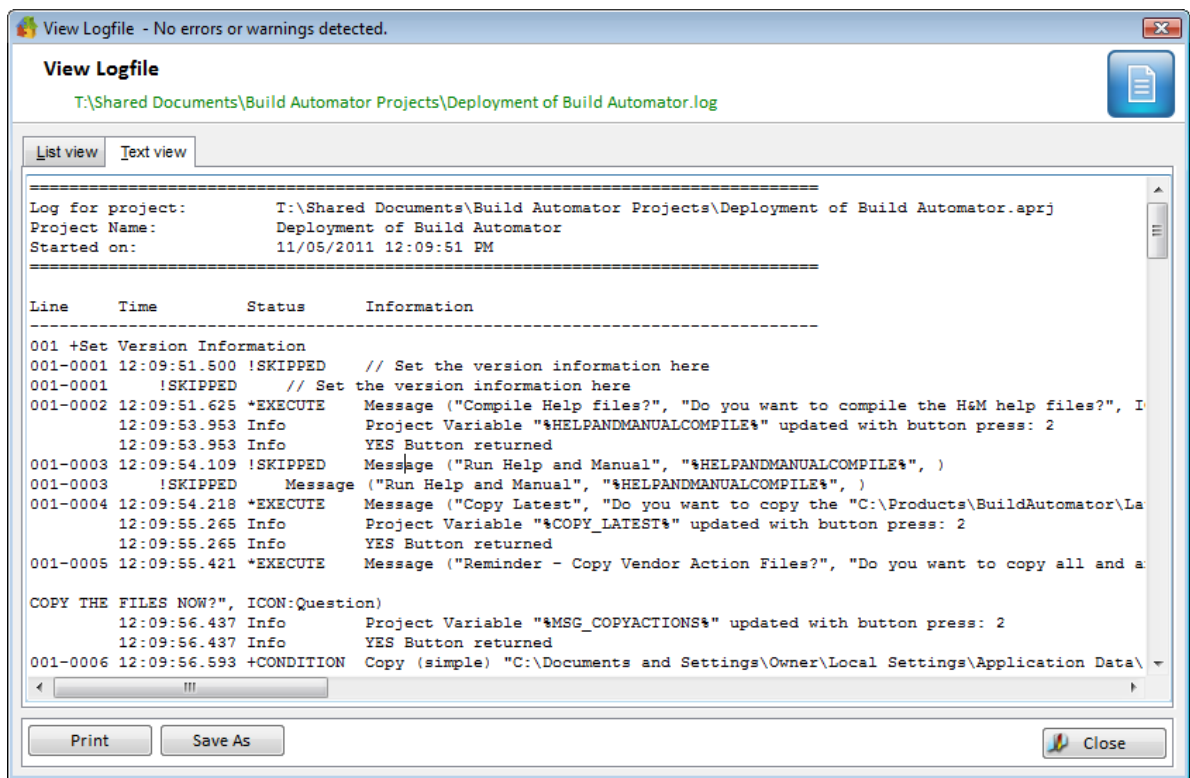 View Logfile  - No errors or warnings detected.
View Logfile
T:\Shared Documents\Build Automator Projects\Deployment of Build Automator.log
List view Text view
================================================================================
Log for project:         T:\Shared Documents\Build Automator Projects\Deployment of Build Automator.aprj
Project Name:            Deployment of Build Automator
Started on:              11/05/2011 12:09:51 PM
================================================================================
Line     Time         Status      Information
--------------------------------------------------------------------------------
001 +Set Version Information
001-0001 12:09:51.500 !SKIPPED    // Set the version information here
001-0001     !SKIPPED     // Set the version information here
001-0002 12:09:51.625 *EXECUTE    Message ("Compile Help files?", "Do you want to compile the H&M help files?", I
         12:09:53.953 Info        Project Variable "%HELPANDMANUALCOMPILE%" updated with button press: 2
         12:09:53.953 Info        YES Button returned
001-0003 12:09:54.109 !SKIPPED    Message ("Run Help and Manual", "%HELPANDMANUALCOMPILE%", )
001-0003     !SKIPPED     Message ("Run Help and Manual", "%HELPANDMANUALCOMPILE%", )
001-0004 12:09:54.218 *EXECUTE    Message ("Copy Latest", "Do you want to copy the "C:\Products\BuildAutomator\La
         12:09:55.265 Info        Project Variable "%COPY_LATEST%" updated with button press: 2
         12:09:55.265 Info        YES Button returned
001-0005 12:09:55.421 *EXECUTE    Message ("Reminder - Copy Vendor Action Files?", "Do you want to copy all and a
COPY THE FILES NOW?", ICON:Question)
         12:09:56.437 Info        Project Variable "%MSG_COPYACTIONS%" updated with button press: 2
         12:09:56.437 Info        YES Button returned
001-0006 12:09:56.593 +CONDITION  Copy (simple) "C:\Documents and Settings\Owner\Local Settings\Application Data\
Print Save As Close